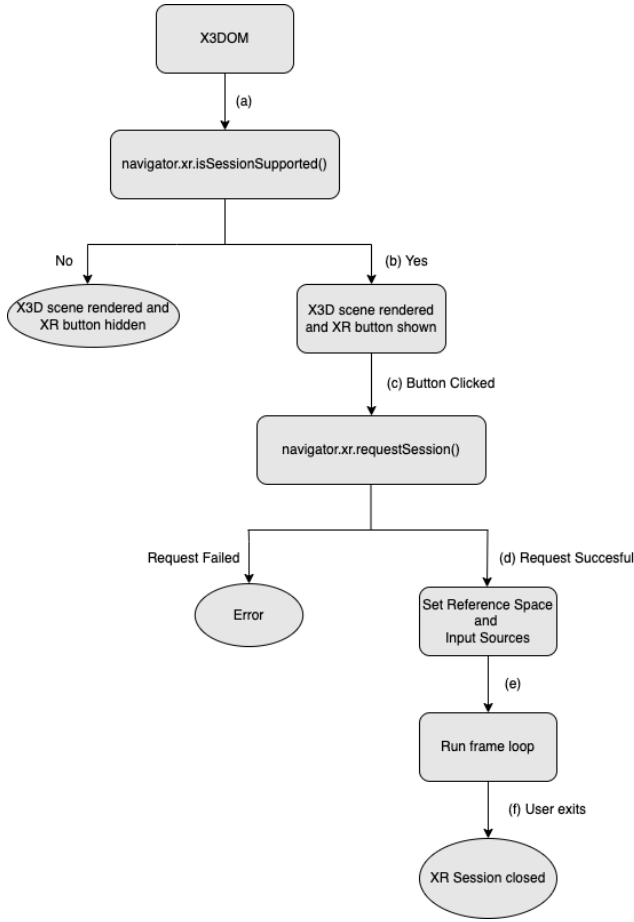 X3DOM
(a)
navigator.xr.isSessionSupported()
No
(b) Yes
X3D scene rendered and
XR button hidden
X3D scene rendered
and XR button shown
(c) Button Clicked
navigator.xr.requestSession()
Request Failed
(d) Request Succesful
Error
Set Reference Space
and
Input Sources
(e)
Run frame loop
(f) User exits
XR Session closed